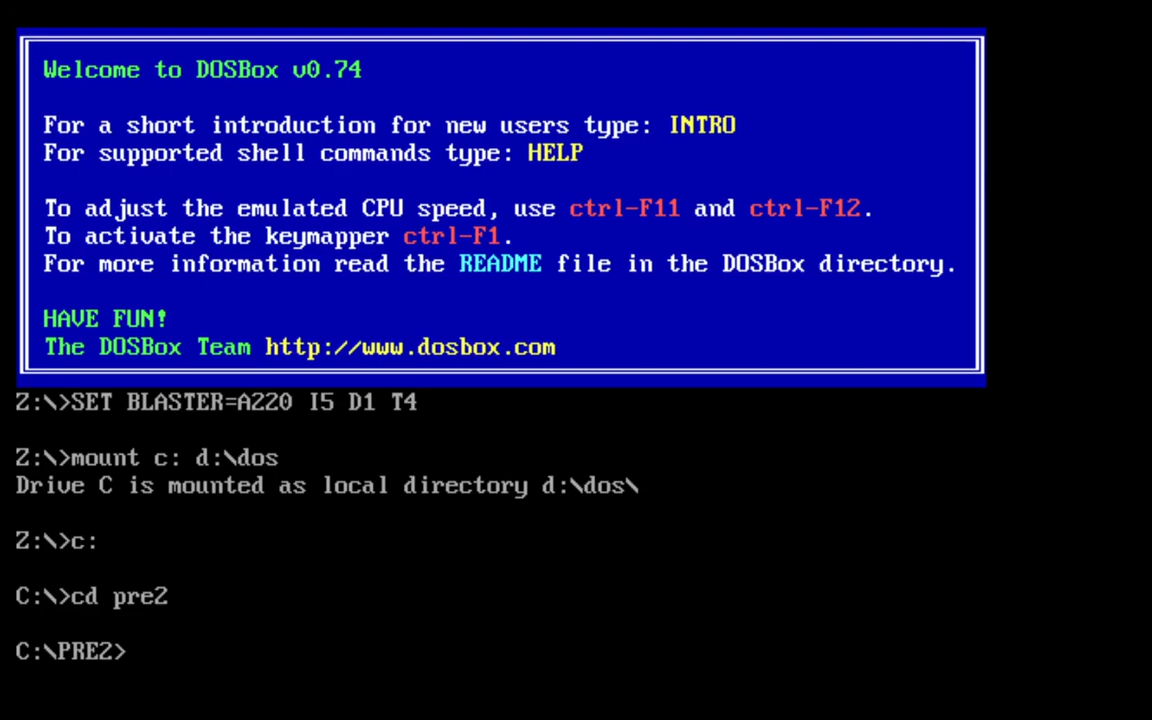 Welcome to DOSBox v0.74
For a short introduction for new users type: INTRO
For supported shell commands type: HELP
To adjust the emulated CPU speed, use ctrl-F11 and ctrl-F12.
To activate the keymapper ctrl-F1.
For more information read the README file in the DOSBox directory.
HAVE FUN!
The DOSBox Team http://www.dosbox.com
Z:\>SET BLASTER=A220 I5 D1 T4
Z:\>mount c: d:\dos
Drive C is mounted as local directory d:\dos\
Z:\>c:
C:\>cd pre2
C:\PRE2>